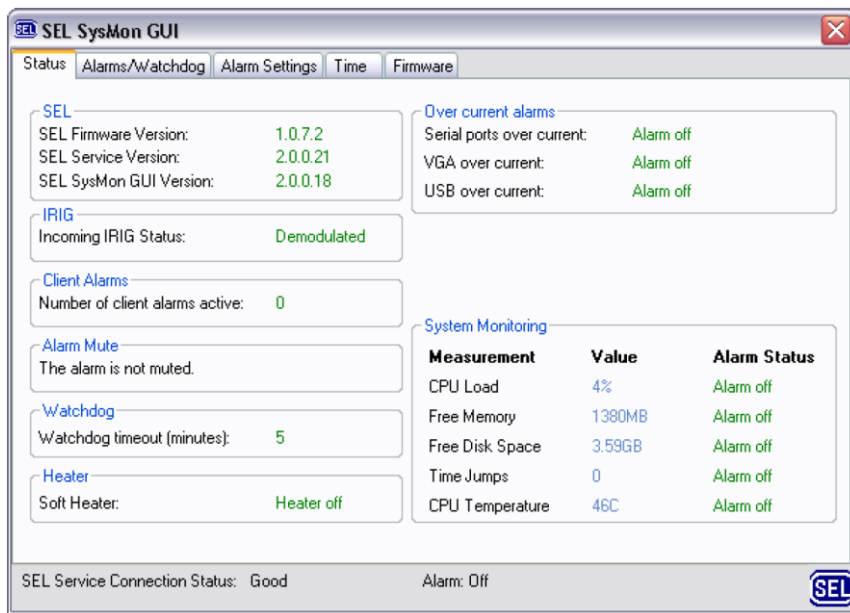 SEL SEL SysMon GUI
Status Alarms/Watchdog Alarm Settings Time Firmware
SEL
SEL Firmware Version: 1.0.7.2
SEL Service Version: 2.0.0.21
SEL SysMon GUI Version: 2.0.0.18
IRIG
Incoming IRIG Status: Demodulated
Client Alarms
Number of client alarms active: 0
Alarm Mute
The alarm is not muted.
Watchdog
Watchdog timeout (minutes): 5
Heater
Soft Heater: Heater off
Over current alarms
Serial ports over current: Alarm off
VGA over current: Alarm off
USB over current: Alarm off
System Monitoring
Measurement Value Alarm Status
CPU Load 4% Alarm off
Free Memory 1380MB Alarm off
Free Disk Space 3.59GB Alarm off
Time Jumps 0 Alarm off
CPU Temperature 46C Alarm off
SEL Service Connection Status: Good Alarm: Off
SEL